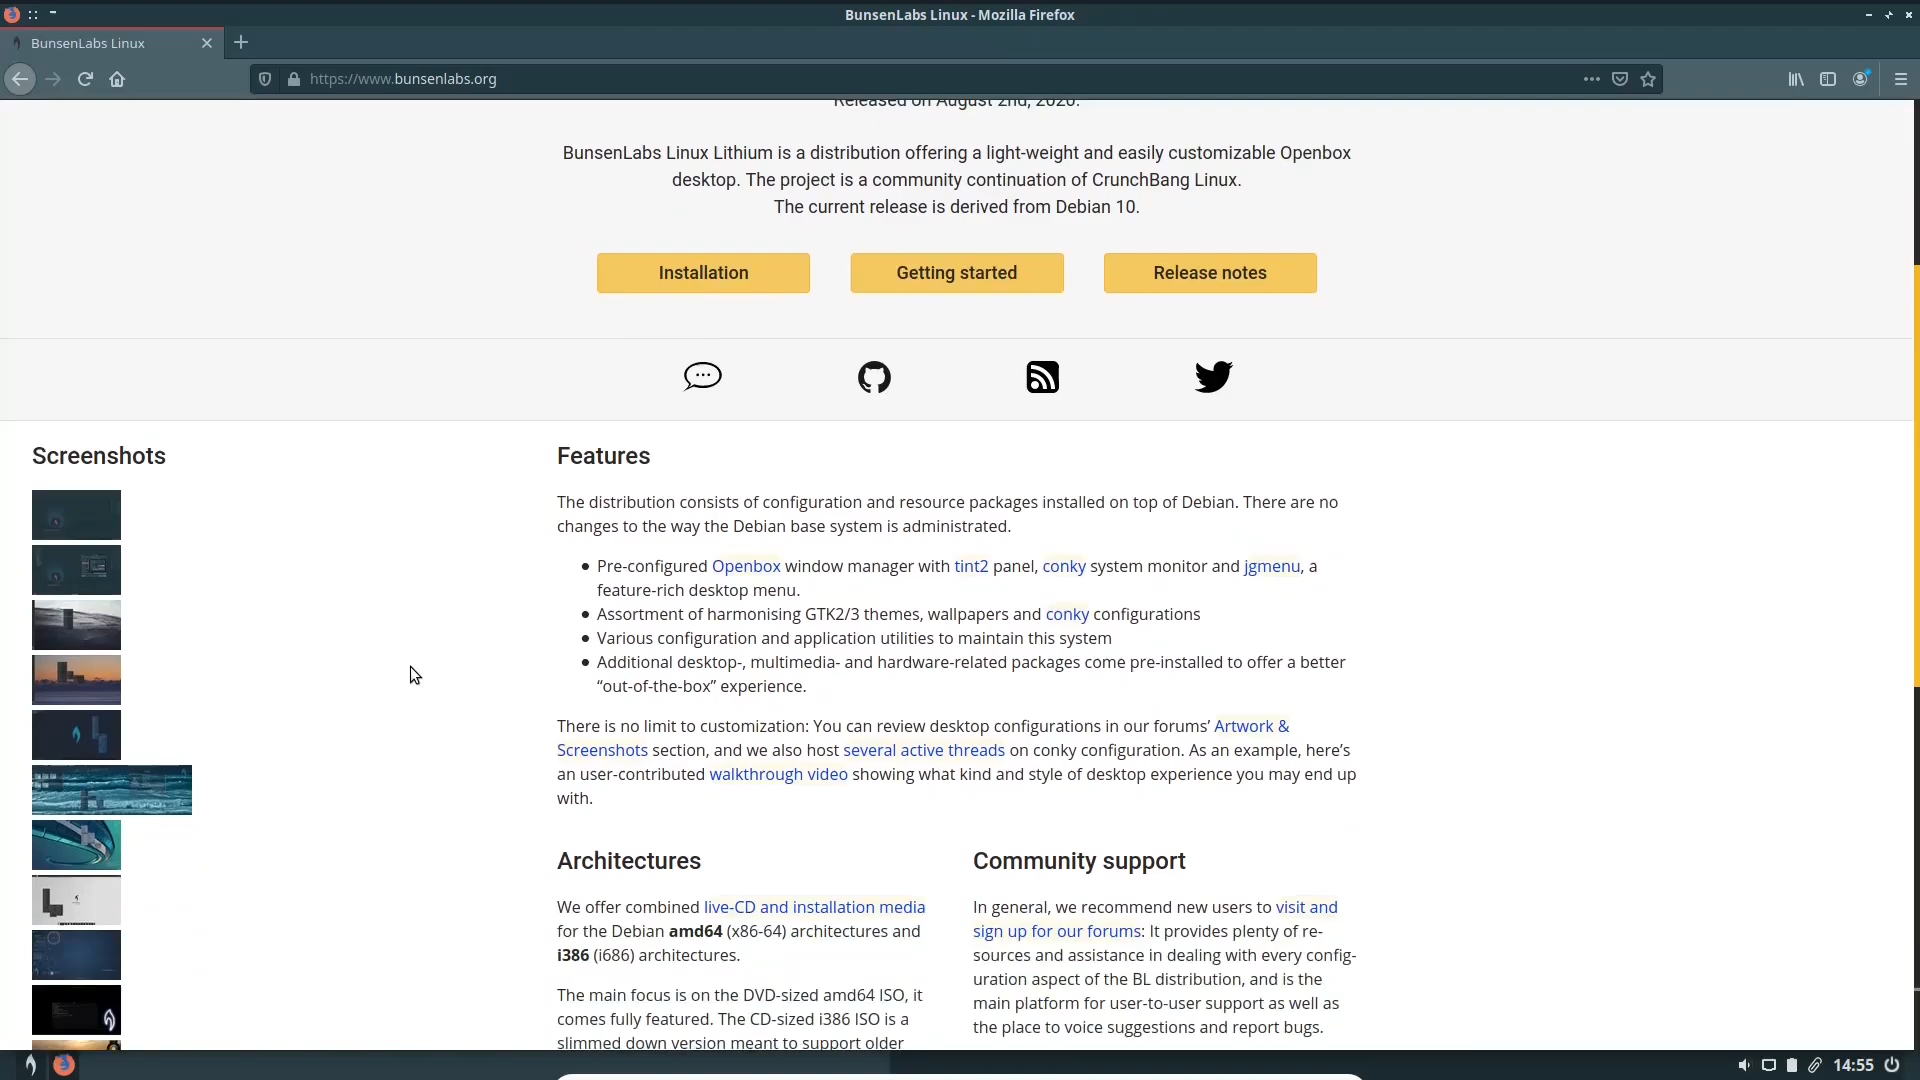 BunsenLabs Linux - Mozilla Firefox
BunsenLabs Linux
https://www.bunsenlabs.org
Released on August 2nd, 2020.
BunsenLabs Linux Lithium is a distribution offering a light-weight and easily customizable Openbox
desktop. The project is a community continuation of CrunchBang Linux.
The current release is derived from Debian 10.
Installation
Getting started
Release notes
Screenshots
Features
The distribution consists of configuration and resource packages installed on top of Debian. There are no
changes to the way the Debian base system is administrated.
● Pre-configured Openbox window manager with tint2 panel, conky system monitor and jgmenu, a
feature-rich desktop menu.
● Assortment of harmonising GTK2/3 themes, wallpapers and conky configurations
● Various configuration and application utilities to maintain this system
● Additional desktop-, multimedia- and hardware-related packages come pre-installed to offer a better
“out-of-the-box” experience.
There is no limit to customization: You can review desktop configurations in our forums’ Artwork &
Screenshots section, and we also host several active threads on conky configuration. As an example, here’s
an user-contributed walkthrough video showing what kind and style of desktop experience you may end up
with.
Architectures
We offer combined live-CD and installation media
for the Debian amd64 (x86-64) architectures and
i386 (i686) architectures.
The main focus is on the DVD-sized amd64 ISO, it
comes fully featured. The CD-sized i386 ISO is a
slimmed down version meant to support older
Community support
In general, we recommend new users to visit and
sign up for our forums: It provides plenty of re-
sources and assistance in dealing with every config-
uration aspect of the BL distribution, and is the
main platform for user-to-user support as well as
the place to voice suggestions and report bugs.
14:55